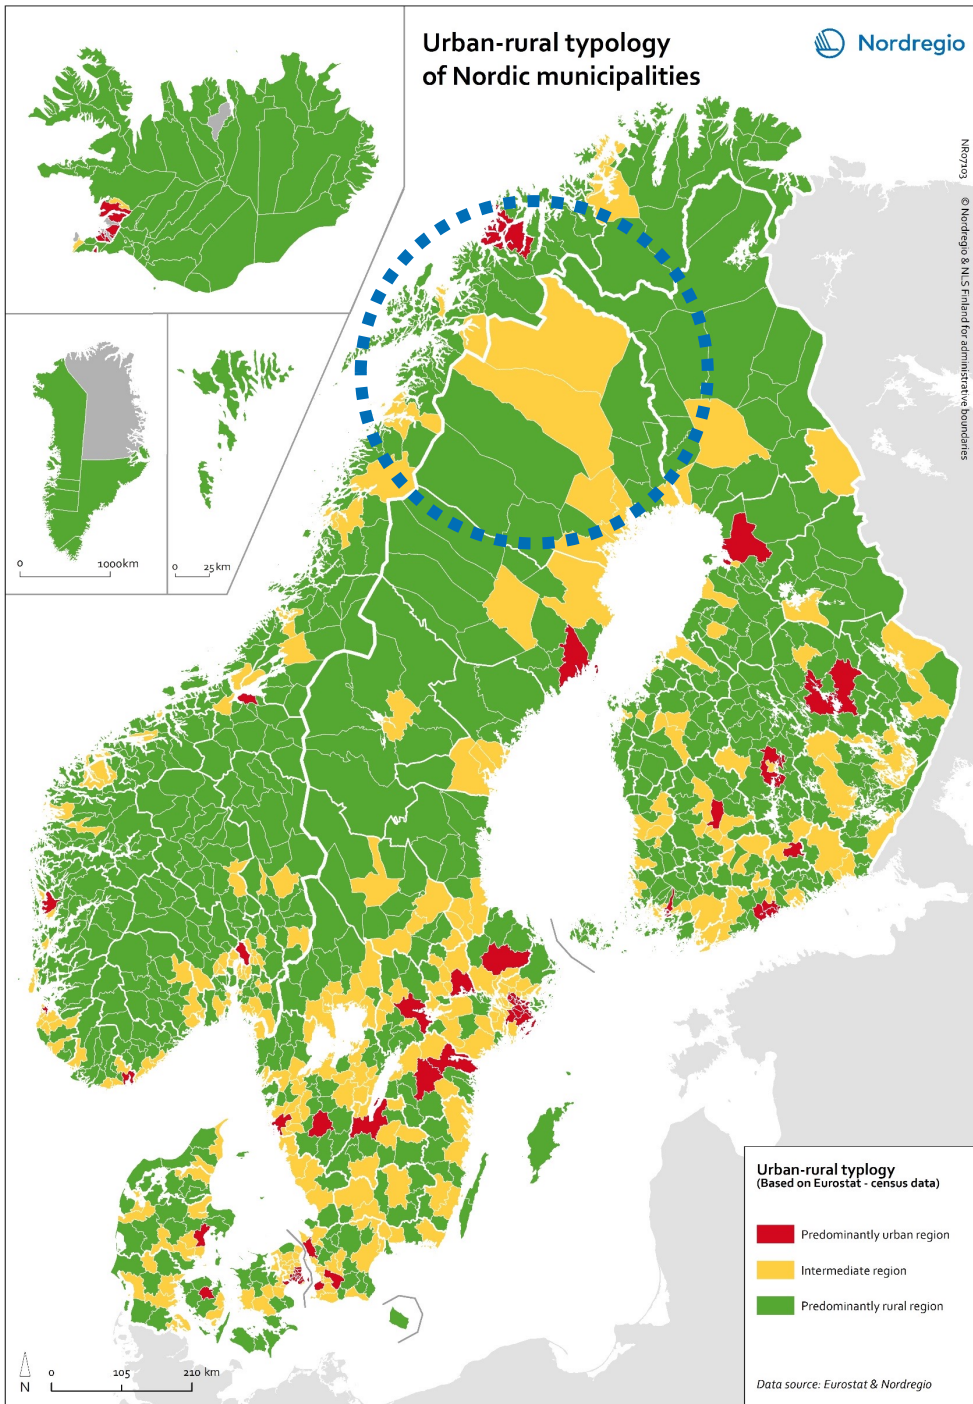 Urban-rural typology
of Nordic municipalities
Nordregio
NR07103 © Nordregio & NLS Finland for administrative boundaries
0 1000km
0 25km
Urban-rural typlogy
(Based on Eurostat - census data)
Predominantly urban region
Intermediate region
Predominantly rural region
Data source: Eurostat & Nordregio
N
0 105 210 km